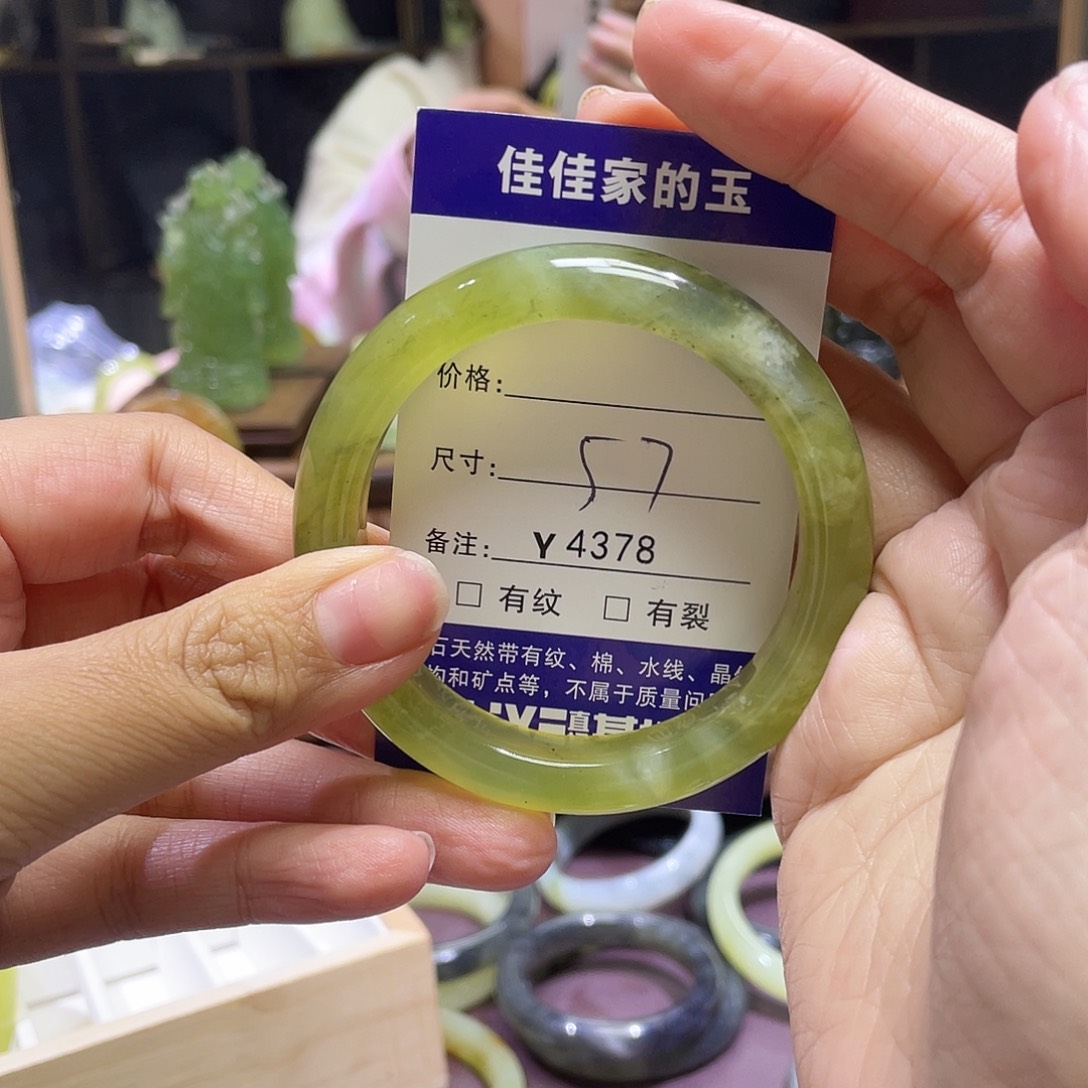 佳佳家的玉
价格:
尺寸: 57
备注: Y4378
□ 有纹 □ 有裂
石天然带有纹、棉、水线、晶
构和矿点等，不属于质量问